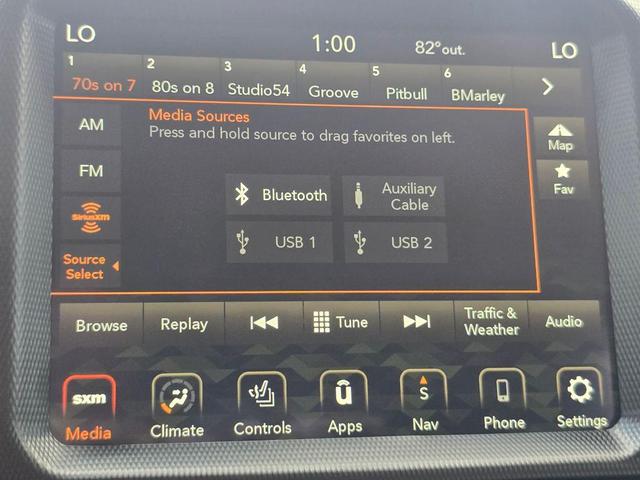 LO 1:00 82° out. LO
1 2 3 4 5 6
70s on 7 80s on 8 Studio54 Groove Pitbull BMarley
AM
FM
SiriusXM
Source
Select
Media Sources
Press and hold source to drag favorites on left.
Bluetooth
Auxiliary
Cable
USB 1
USB 2
Map
Fav
Browse Replay Tune Traffic &
Weather Audio
sxm û S
Media Climate Controls Apps Nav Phone Settings